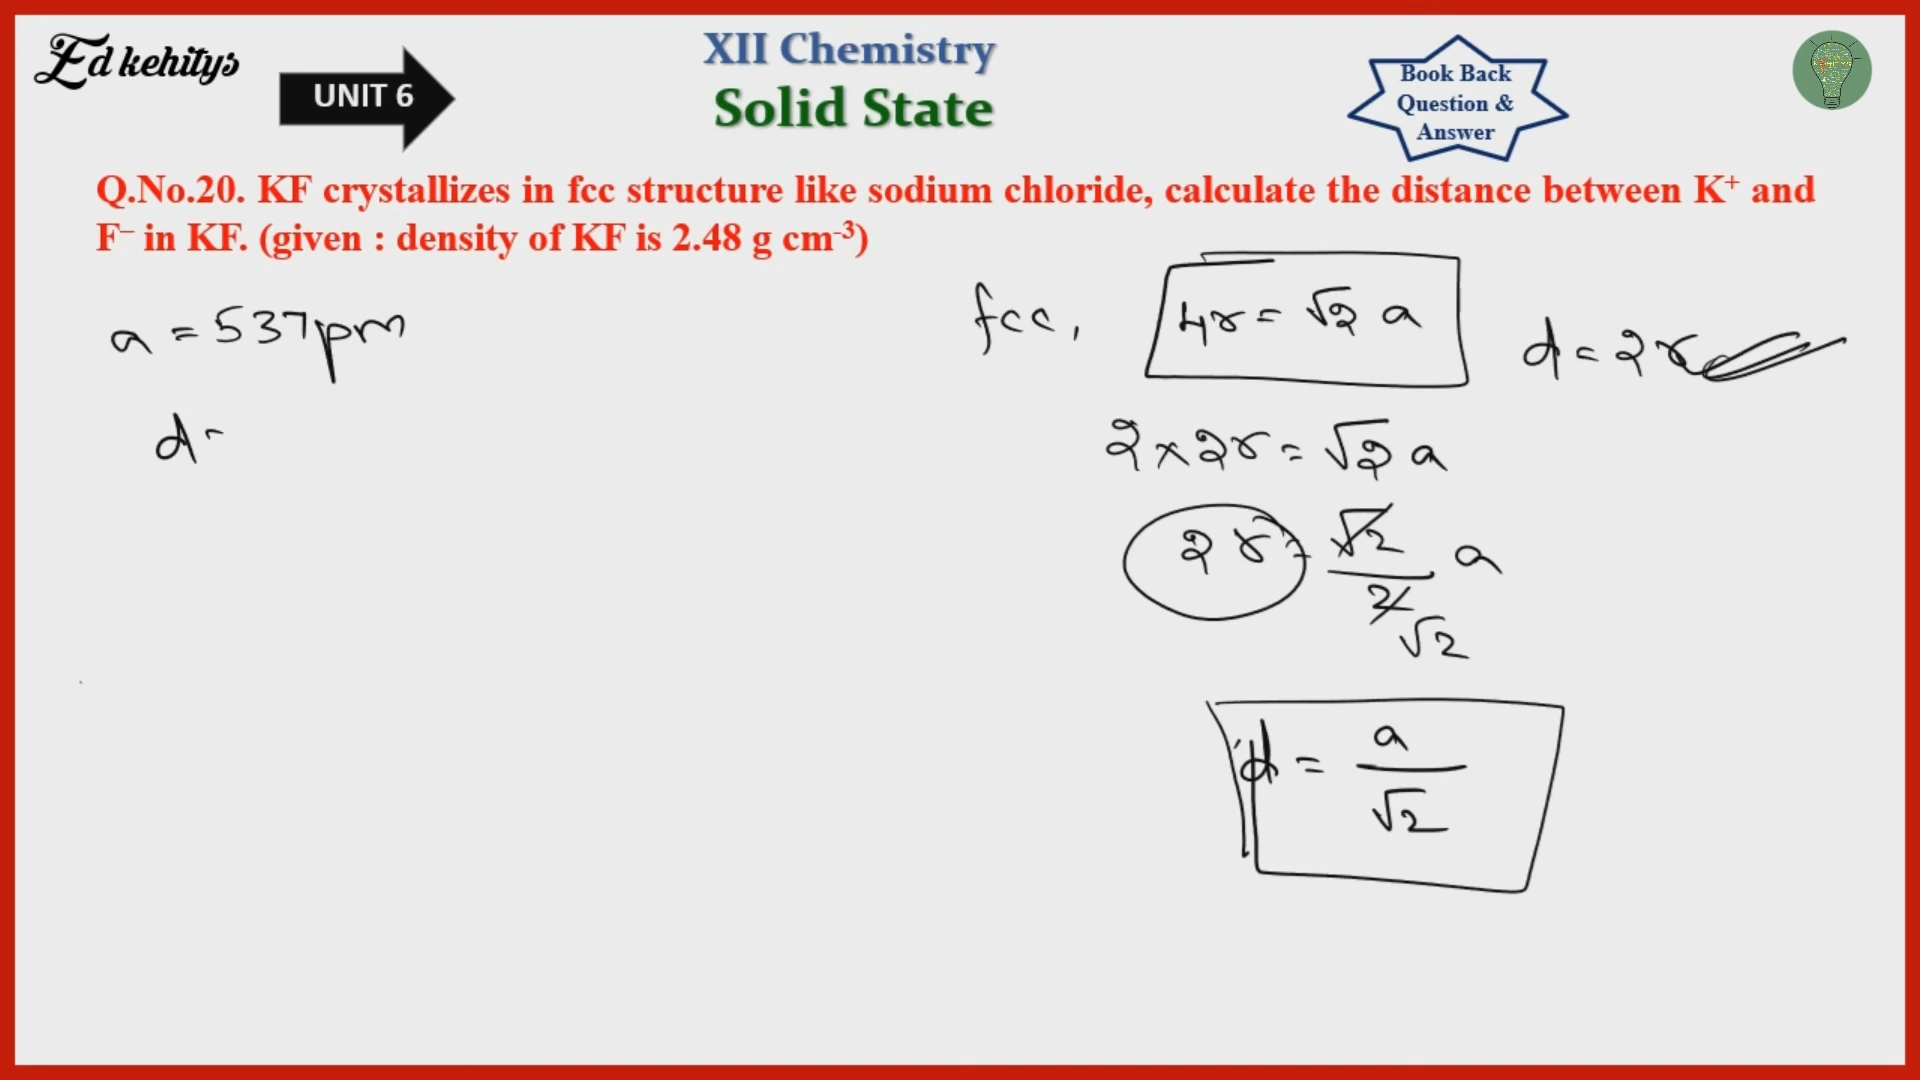 Ed kehitys
UNIT 6
XII Chemistry
Solid State
Book Back
Question &
Answer
Q.No.20. KF crystallizes in fcc structure like sodium chloride, calculate the distance between K⁺ and
F⁻ in KF. (given : density of KF is 2.48 g cm⁻³)
a = 537pm
d =
fcc,
4r = √2 a
d = 2r
2 × 2r = √2 a
2r = √2/2 a
√2
d = a/√2